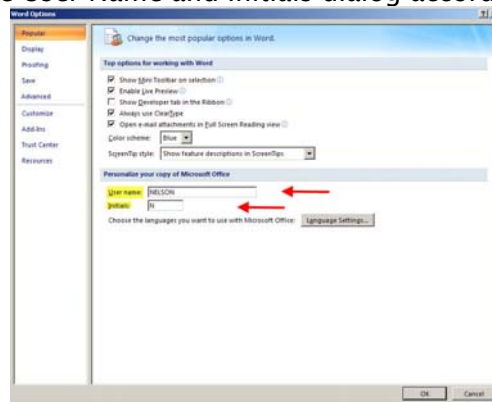 User Name and Initials dialog accord
Word Options
Popular
Display
Proofing
Save
Advanced
Customize
Add-Ins
Trust Center
Resources
Change the most popular options in Word.
Top options for working with Word
Show Mini Toolbar on selection
Enable Live Preview
Show Developer tab in the Ribbon
Always use ClearType
Open e-mail attachments in Full Screen Reading view
Color scheme: Blue
ScreenTip style: Show feature descriptions in ScreenTips
Personalize your copy of Microsoft Office
User name: NELSON
Initials: N
Choose the languages you want to use with Microsoft Office: Language Settings...
OK Cancel